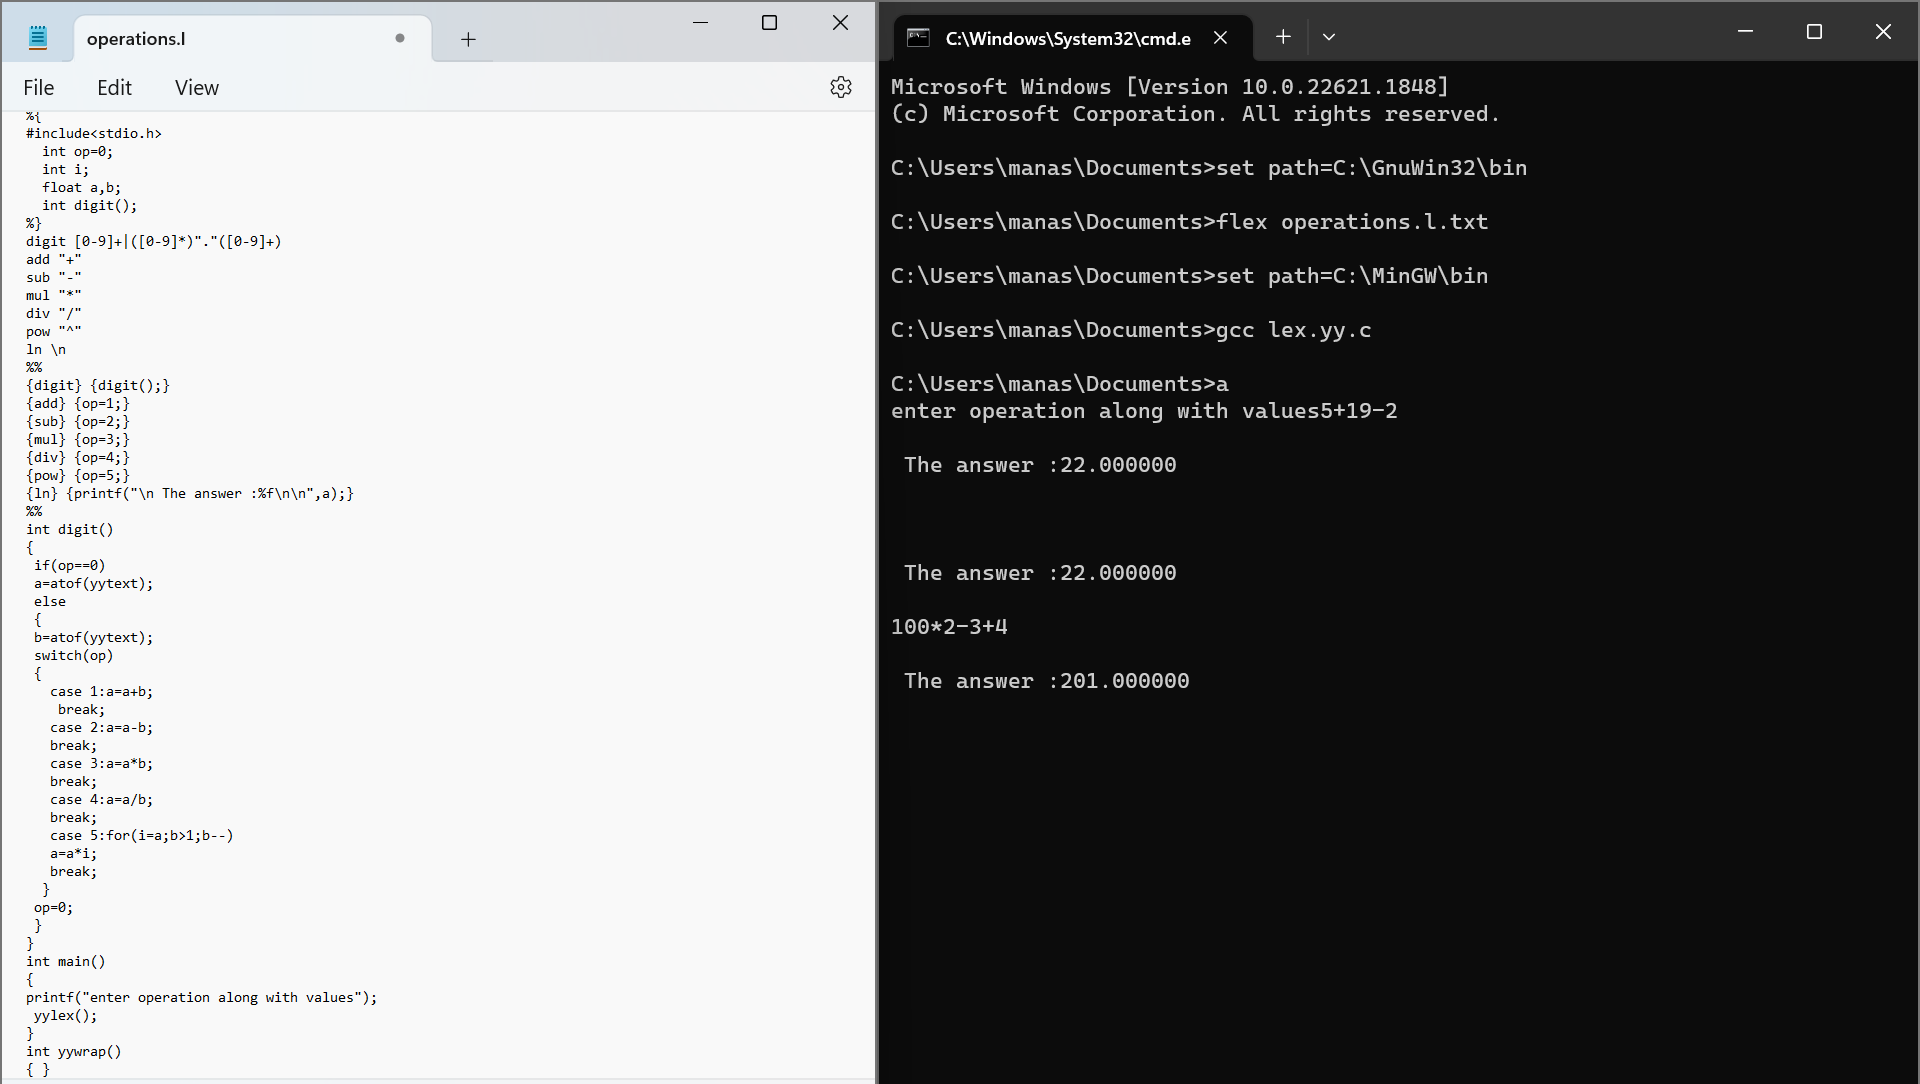 operations.l
File Edit View
%{
#include<stdio.h>
  int op=0;
  int i;
  float a,b;
  int digit();
%}
digit [0-9]+|([0-9]*)"."([0-9]+)
add "+"
sub "-"
mul "*"
div "/"
pow "^"
ln \n
%%
{digit} {digit();}
{add} {op=1;}
{sub} {op=2;}
{mul} {op=3;}
{div} {op=4;}
{pow} {op=5;}
{ln} {printf("\n The answer :%f\n\n",a);}
%%
int digit()
{
 if(op==0)
 a=atof(yytext);
 else
 {
 b=atof(yytext);
 switch(op)
 {
   case 1:a=a+b;
    break;
   case 2:a=a-b;
   break;
   case 3:a=a*b;
   break;
   case 4:a=a/b;
   break;
   case 5:for(i=a;b>1;b--)
   a=a*i;
   break;
  }
 op=0;
 }
}
int main()
{
printf("enter operation along with values");
 yylex();
}
int yywrap()
{ }
C:\Windows\System32\cmd.e
Microsoft Windows [Version 10.0.22621.1848]
(c) Microsoft Corporation. All rights reserved.
C:\Users\manas\Documents>set path=C:\GnuWin32\bin
C:\Users\manas\Documents>flex operations.l.txt
C:\Users\manas\Documents>set path=C:\MinGW\bin
C:\Users\manas\Documents>gcc lex.yy.c
C:\Users\manas\Documents>a
enter operation along with values5+19-2
 The answer :22.000000
 The answer :22.000000
100*2-3+4
 The answer :201.000000